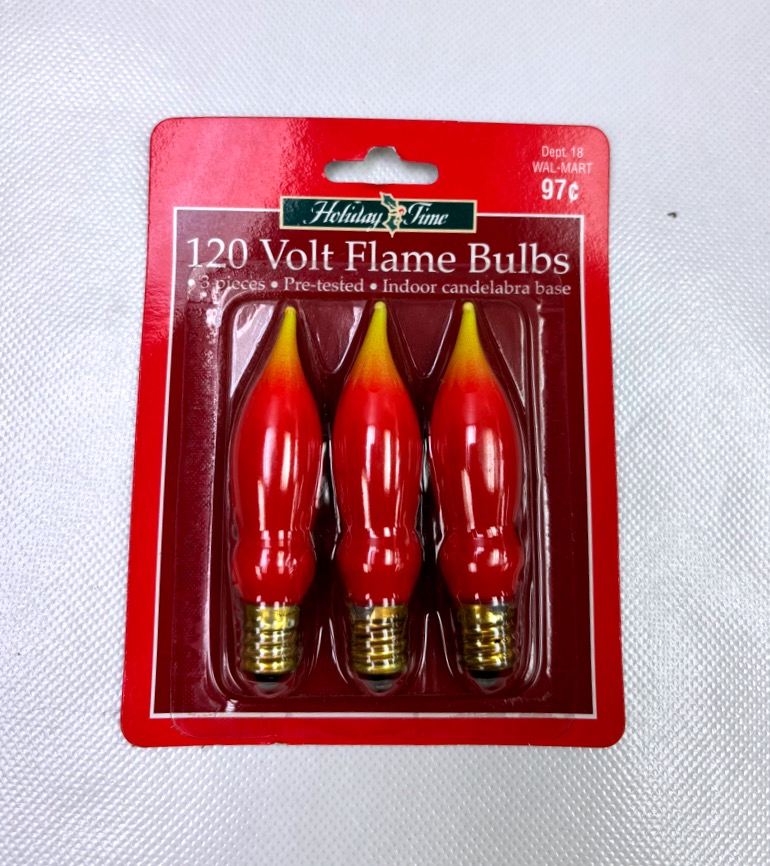 Dept. 18
WAL-MART
97¢
Holiday Time
120 Volt Flame Bulbs
• 3 pieces • Pre-tested • Indoor candelabra base